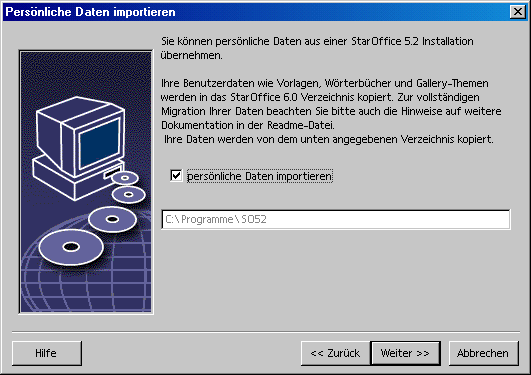 Persönliche Daten importieren
Sie können persönliche Daten aus einer StarOffice 5.2 Installation
übernehmen.
Ihre Benutzerdaten wie Vorlagen, Wörterbücher und Gallery-Themen
werden in das StarOffice 6.0 Verzeichnis kopiert. Zur vollständigen
Migration Ihrer Daten beachten Sie bitte auch die Hinweise auf weitere
Dokumentation in der Readme-Datei.
Ihre Daten werden von dem unten angegebenen Verzeichnis kopiert.
persönliche Daten importieren
C:\Programme\SO52
Hilfe
<< Zurück
Weiter >>
Abbrechen